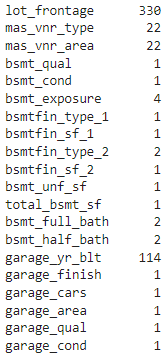 lot_frontage 330
mas_vnr_type 22
mas_vnr_area 22
bsmt_qual 1
bsmt_cond 1
bsmt_exposure 4
bsmtfin_type_1 1
bsmtfin_sf_1 1
bsmtfin_type_2 2
bsmtfin_sf_2 1
bsmt_unf_sf 1
total_bsmt_sf 1
bsmt_full_bath 2
bsmt_half_bath 2
garage_yr_blt 114
garage_finish 1
garage_cars 1
garage_area 1
garage_qual 1
garage_cond 1